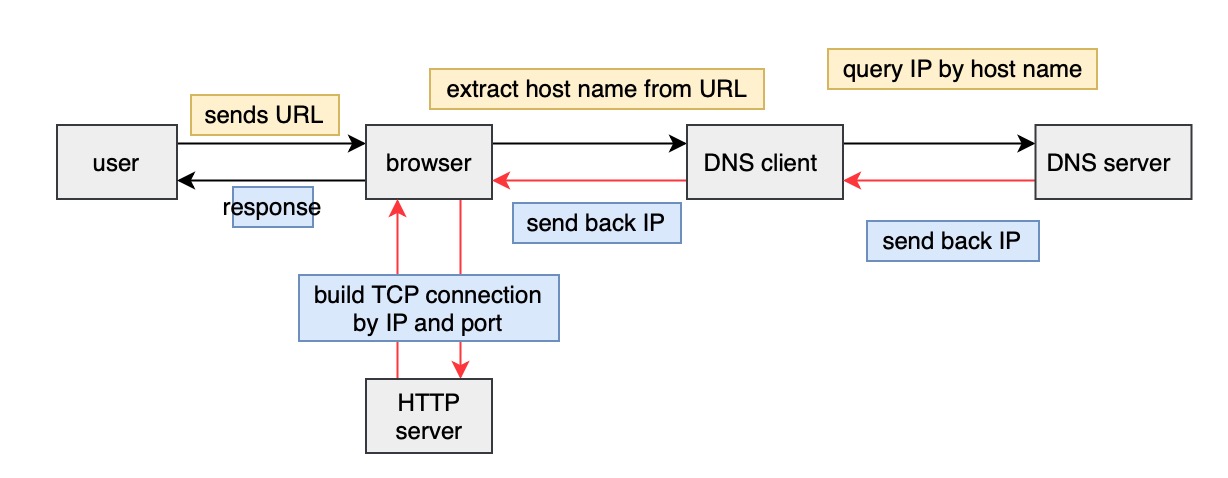 query IP by host name
extract host name from URL
sends URL
user
browser
DNS client
DNS server
response
send back IP
send back IP
build TCP connection
by IP and port
HTTP
server